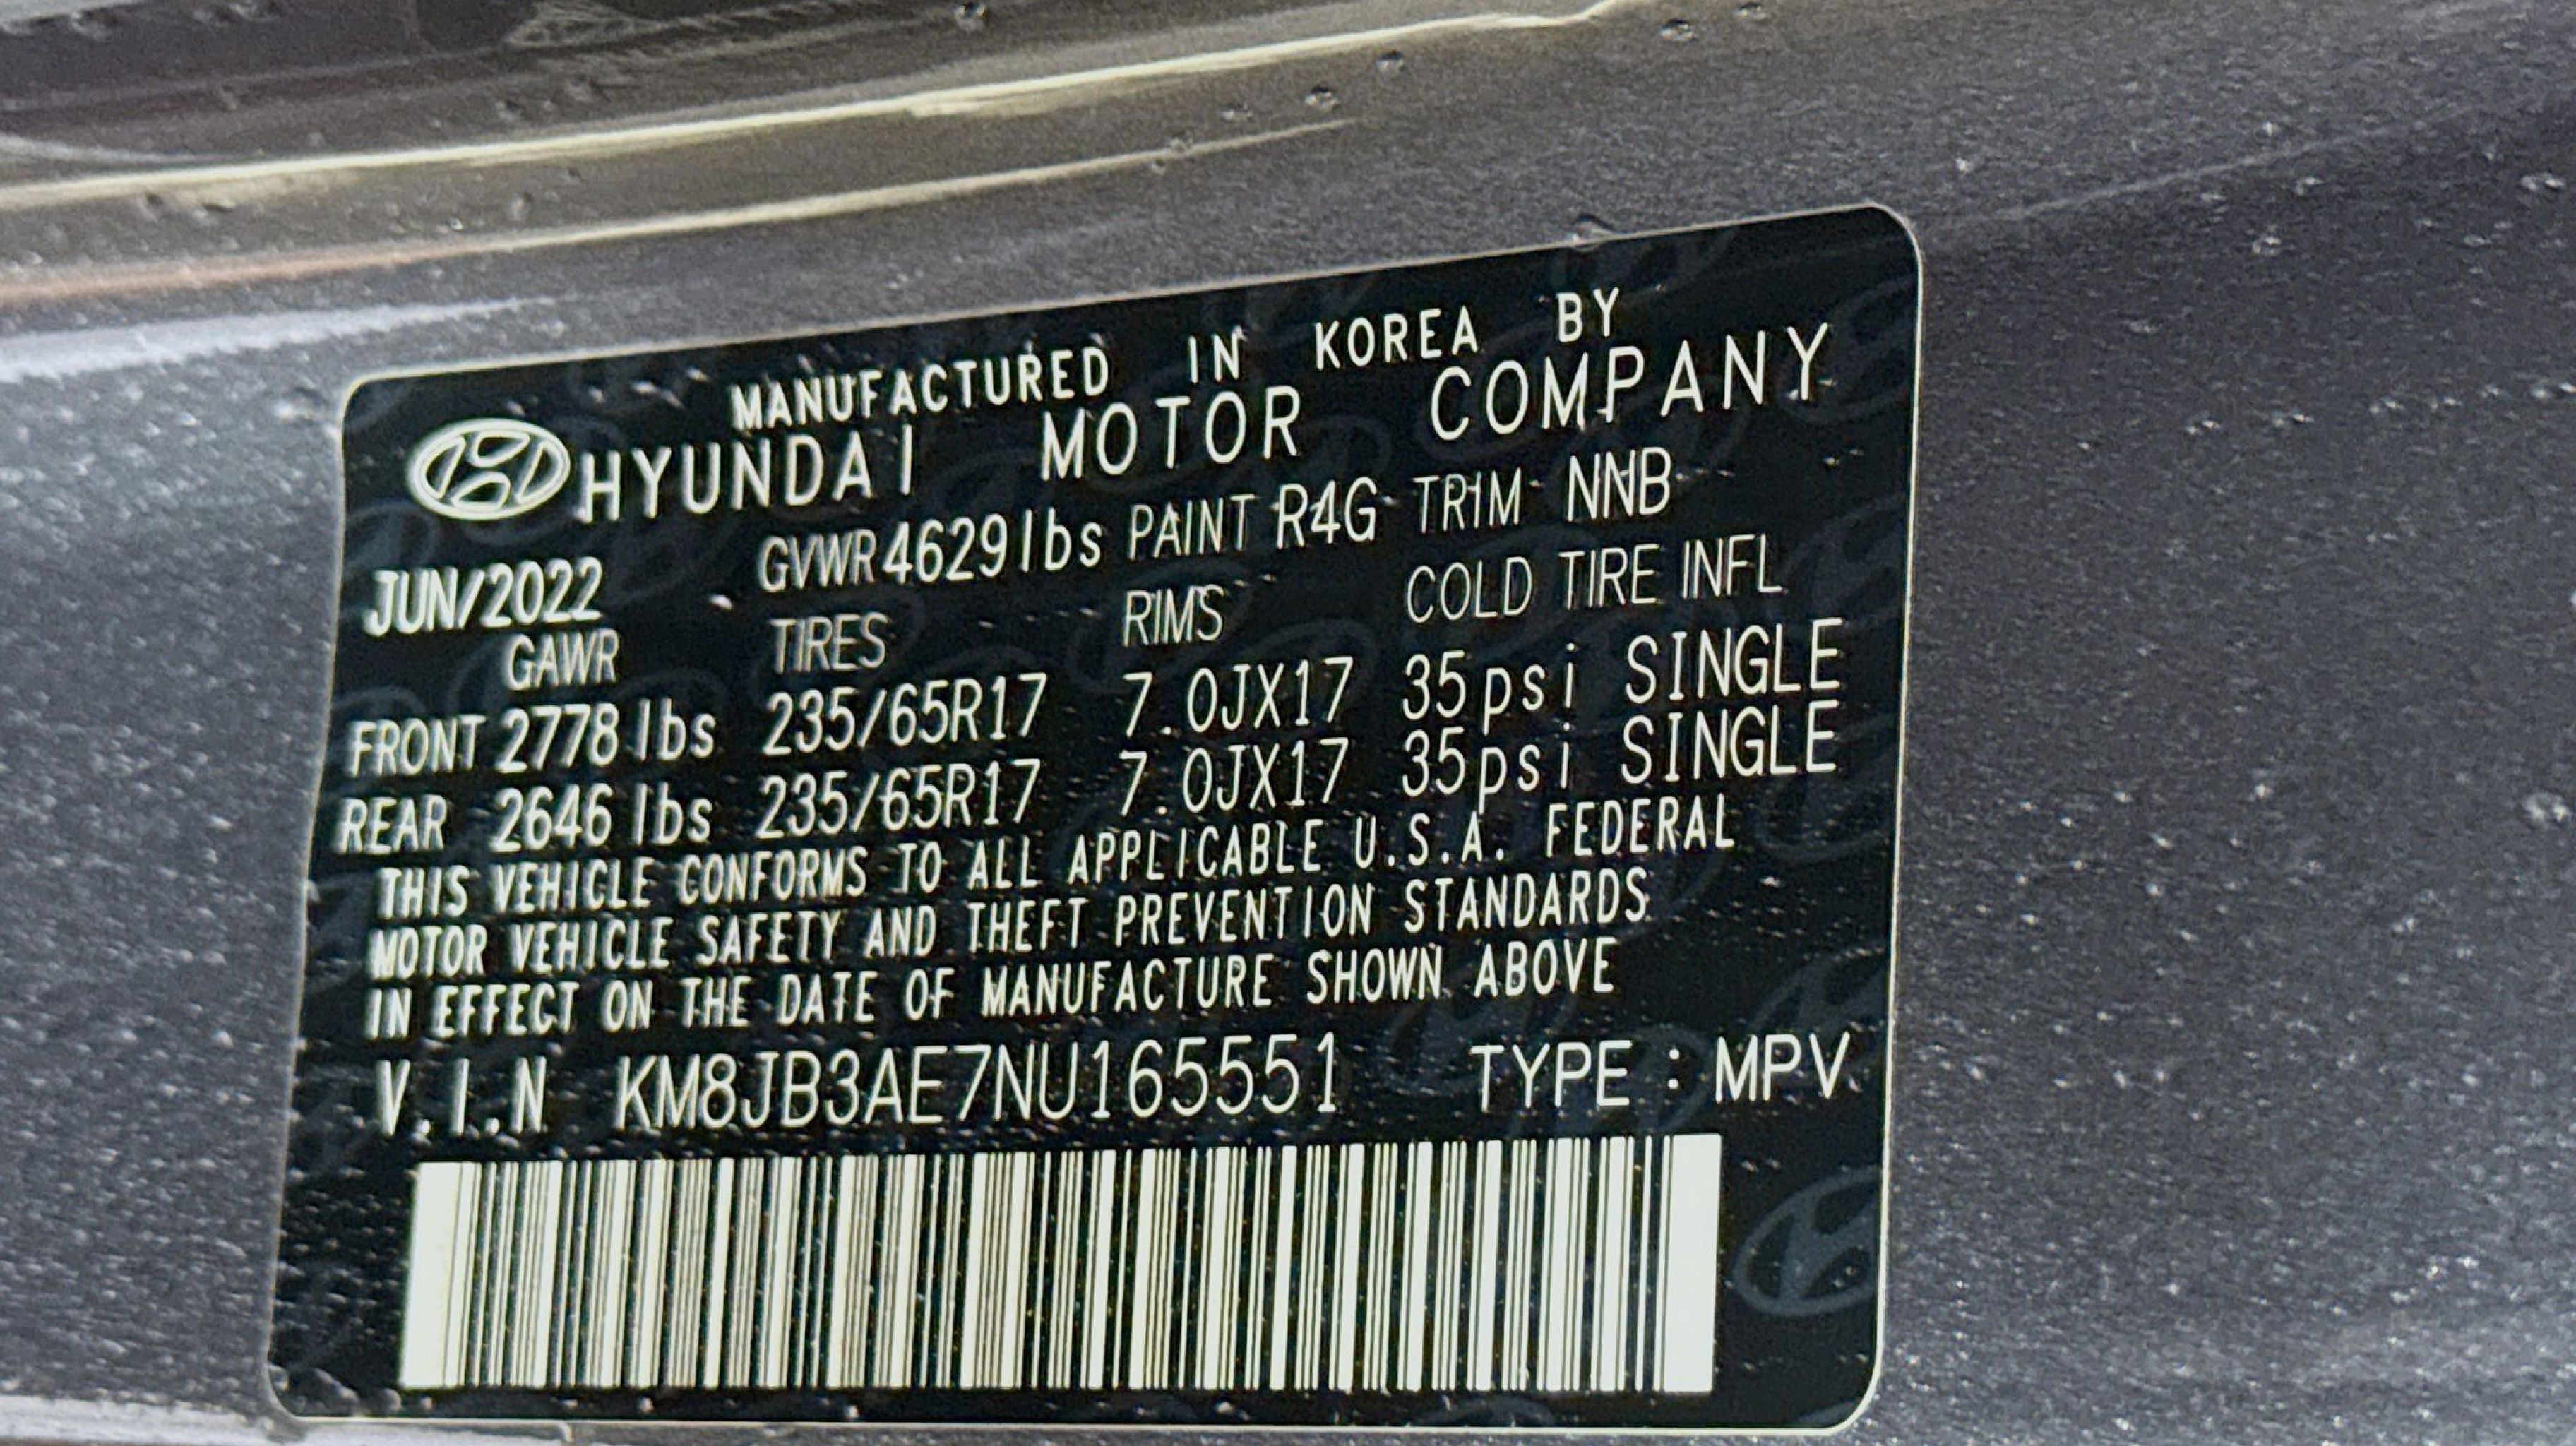 MANUFACTURED IN KOREA BY
HYUNDAI MOTOR COMPANY
JUN/2022 GVWR 4629 lbs PAINT R4G TRIM NNB
GAWR TIRES RIMS COLD TIRE INFL
FRONT 2778 lbs 235/65R17 7.0JX17 35psi SINGLE
REAR 2646 lbs 235/65R17 7.0JX17 35psi SINGLE
THIS VEHICLE CONFORMS TO ALL APPLICABLE U.S.A. FEDERAL
MOTOR VEHICLE SAFETY AND THEFT PREVENTION STANDARDS
IN EFFECT ON THE DATE OF MANUFACTURE SHOWN ABOVE
V.I.N KM8JB3AE7NU165551 TYPE : MPV